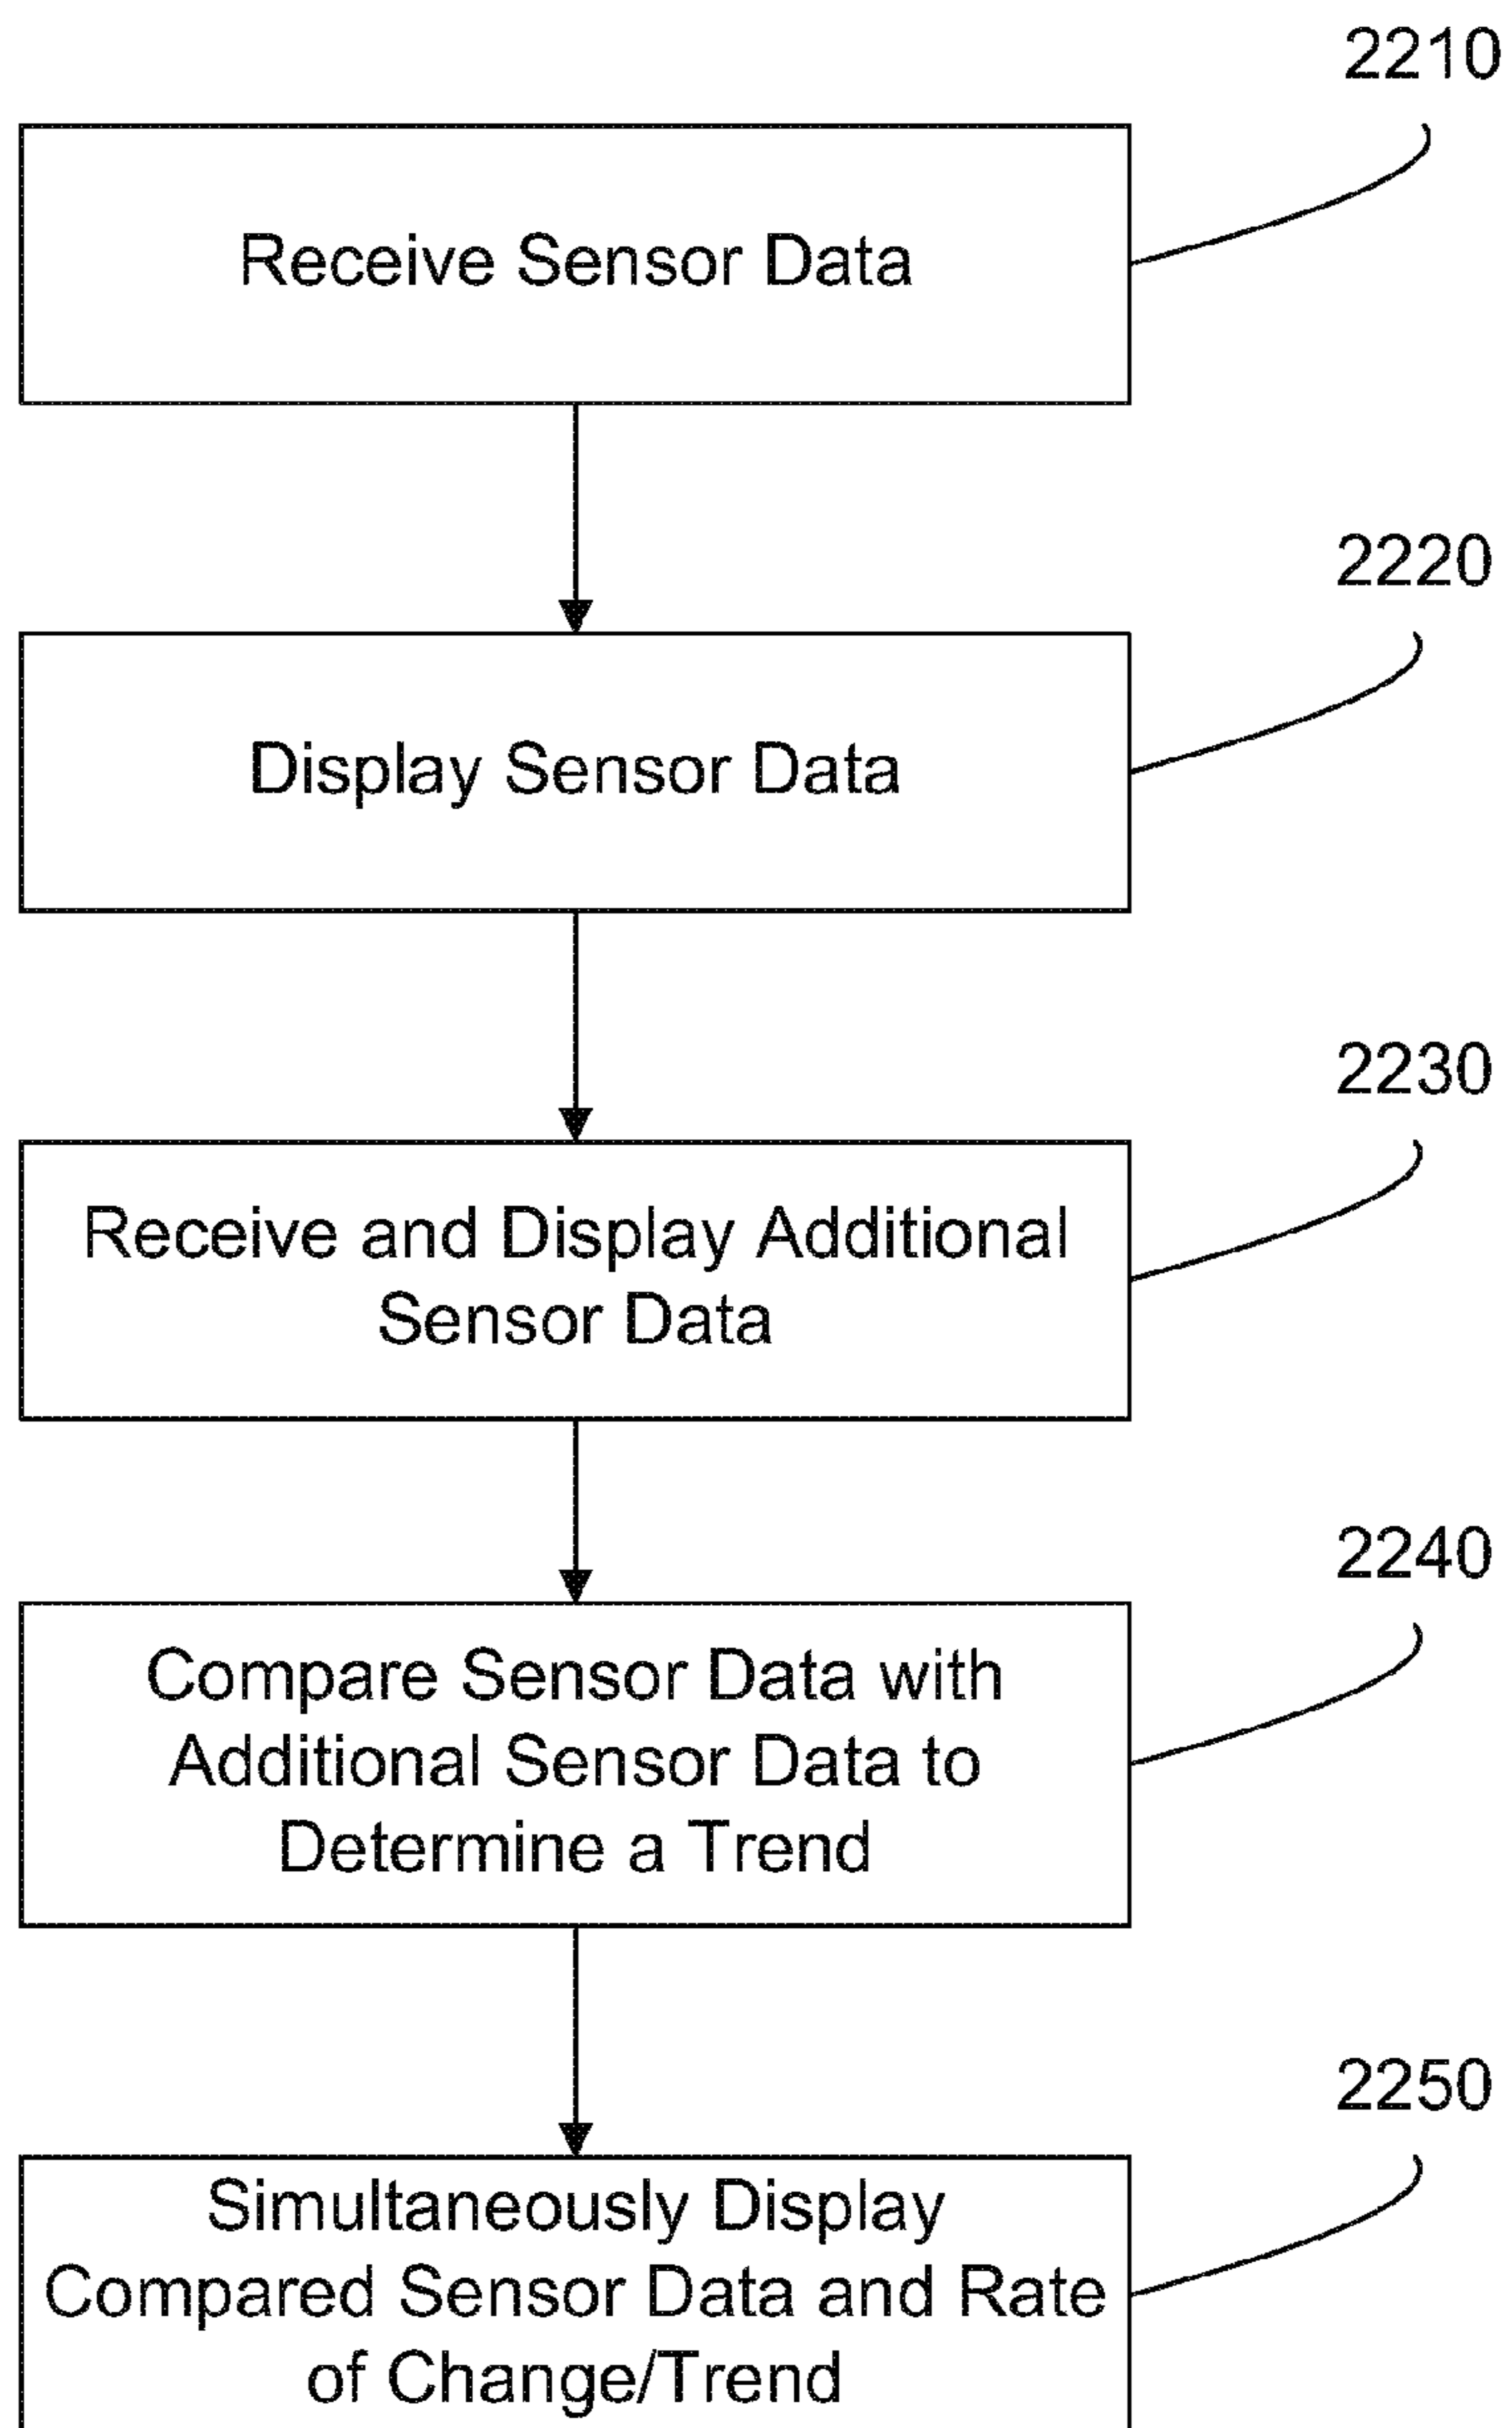 2210
Receive Sensor Data
2220
Display Sensor Data
2230
Receive and Display Additional
Sensor Data
2240
Compare Sensor Data with
Additional Sensor Data to
Determine a Trend
2250
Simultaneously Display
Compared Sensor Data and Rate
of Change/Trend